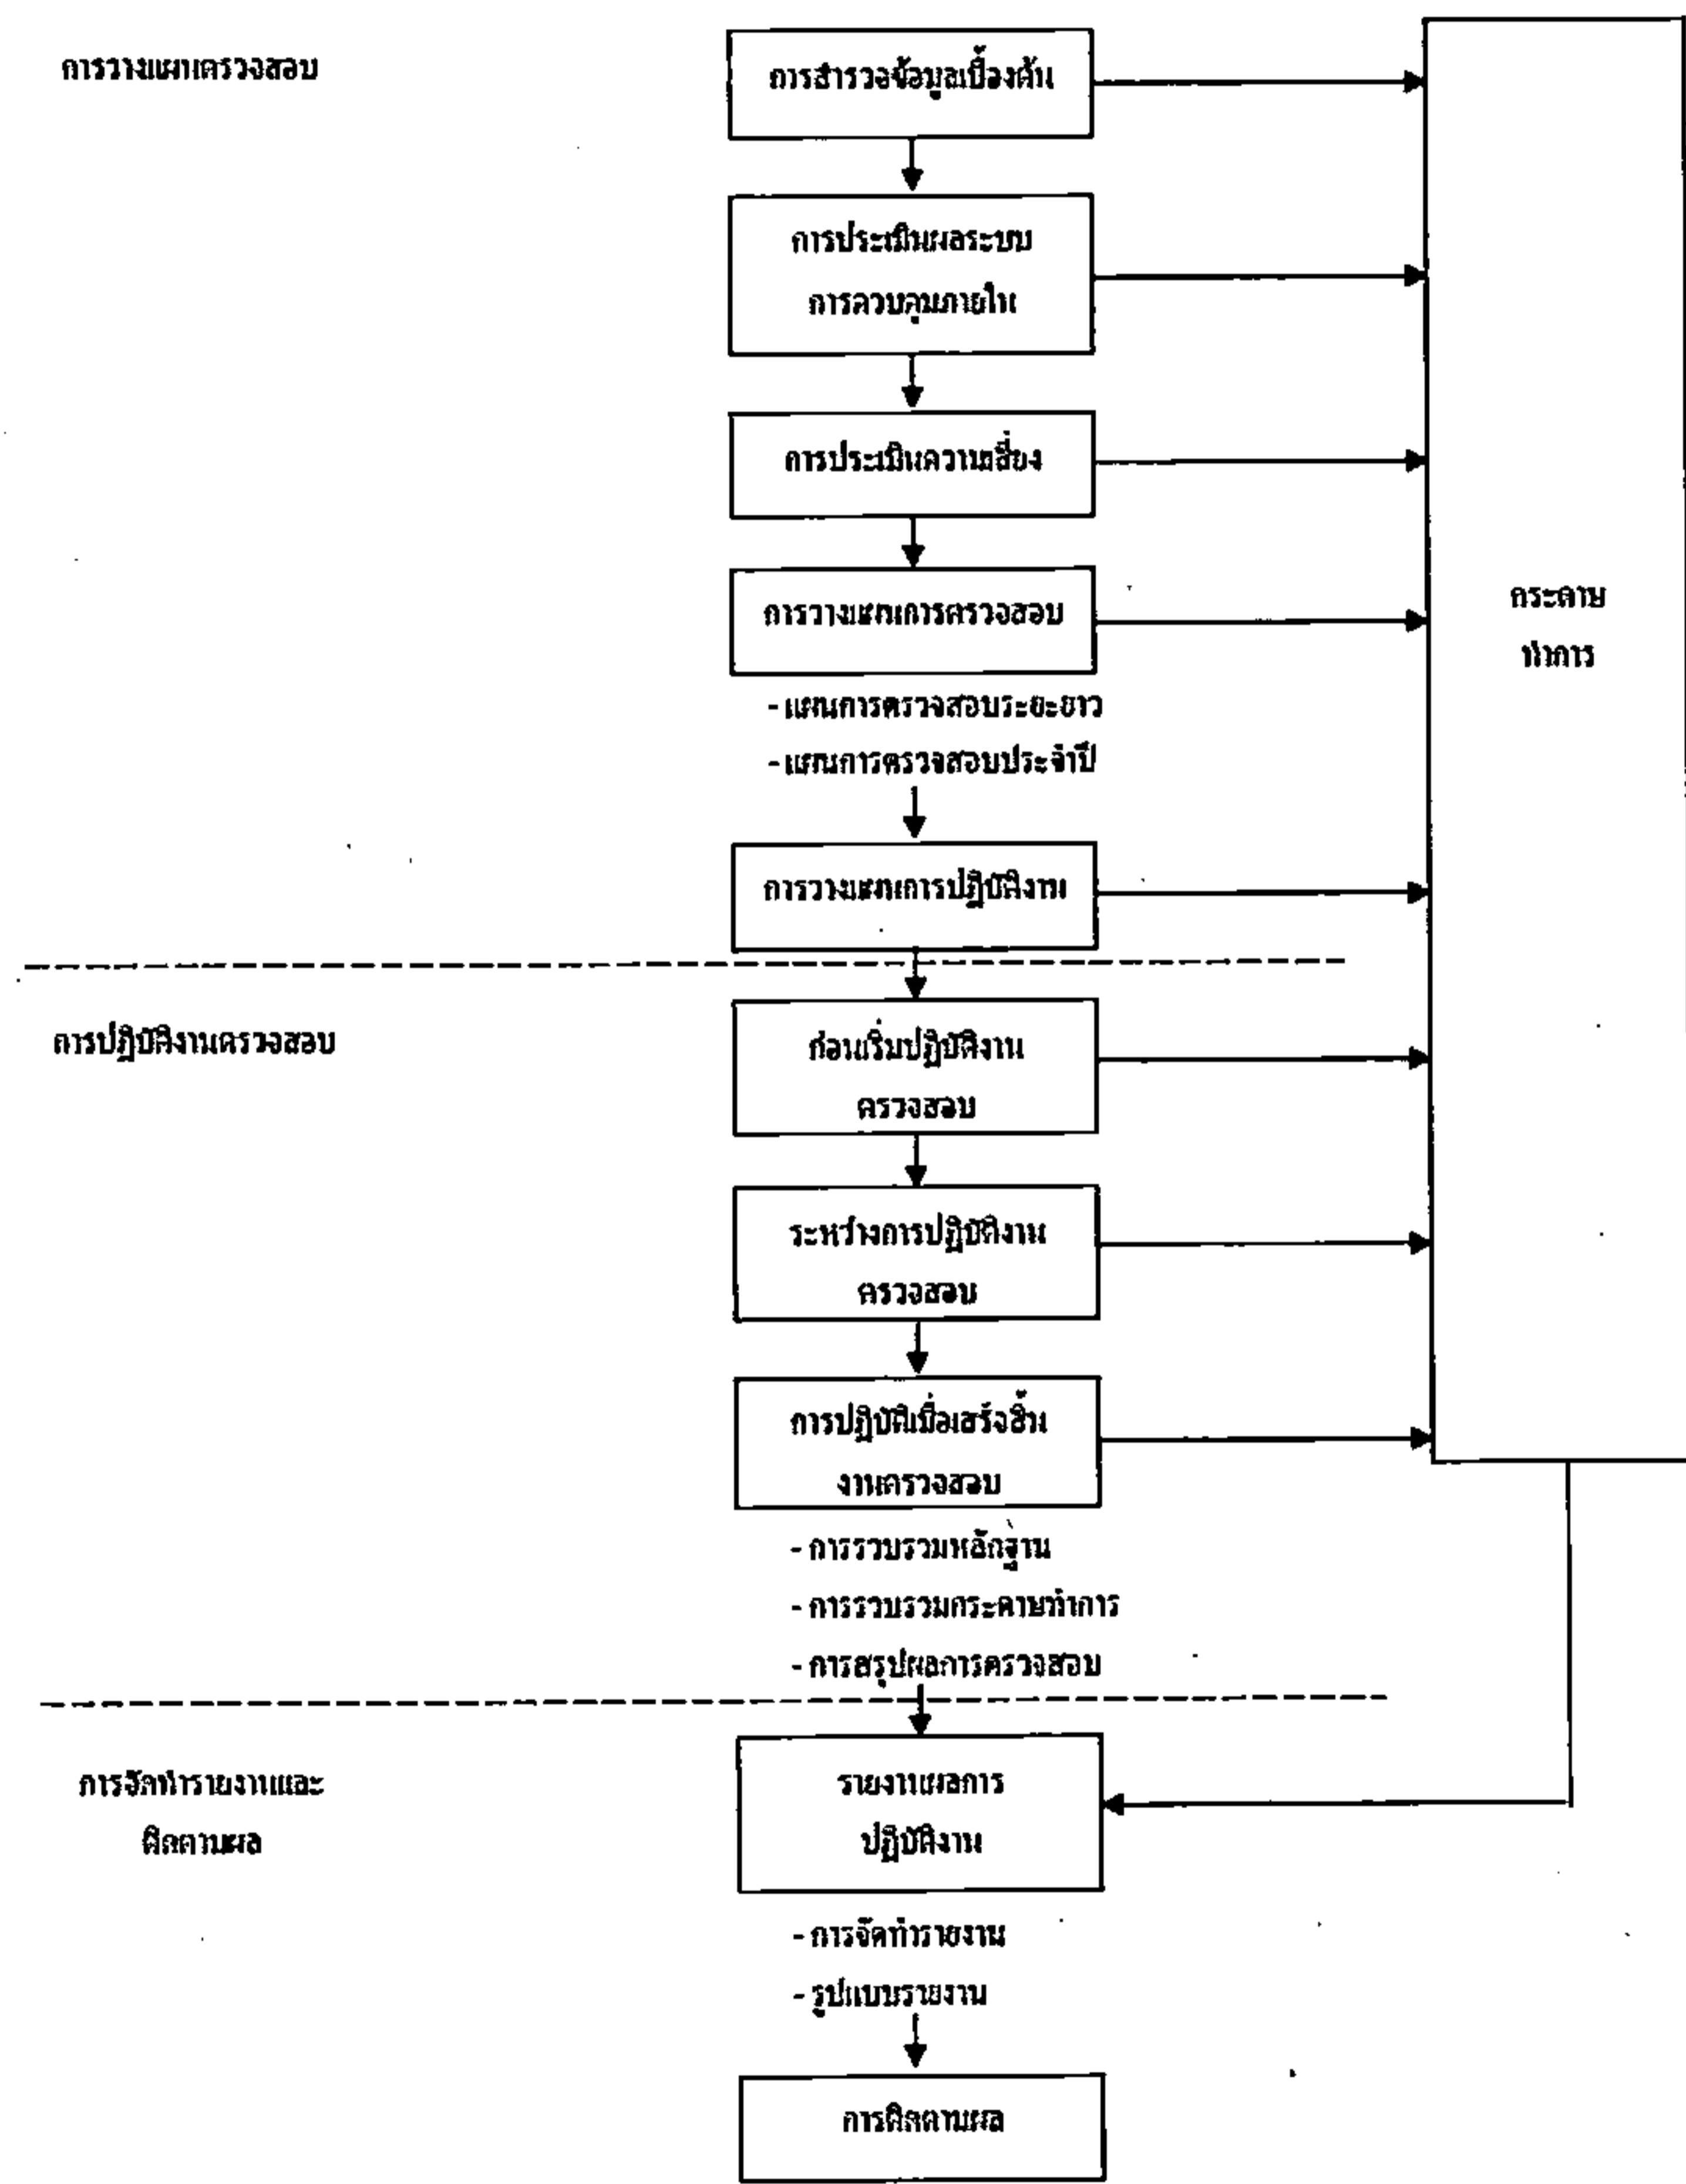 การวางแผนตรวจสอบ
การสำรวจข้อมูลเบื้องต้น
การประเมินผลระบบ
การควบคุมภายใน
การประเมินความเสี่ยง
การวางแผนการตรวจสอบ
- แผนการตรวจสอบระยะยาว
- แผนการตรวจสอบประจำปี
การวางแผนการปฏิบัติงาน
กระดาษ
ทำการ
การปฏิบัติงานตรวจสอบ
ก่อนเริ่มปฏิบัติงาน
ตรวจสอบ
ระหว่างการปฏิบัติงาน
ตรวจสอบ
การปฏิบัติเมื่อเสร็จสิ้น
งานตรวจสอบ
- การรวบรวมหลักฐาน
- การรวบรวมกระดาษทำการ
- การสรุปผลการตรวจสอบ
การจัดทำรายงานและ
ติดตามผล
รายงานผลการ
ปฏิบัติงาน
- การจัดทำรายงาน
- รูปแบบรายงาน
การติดตามผล